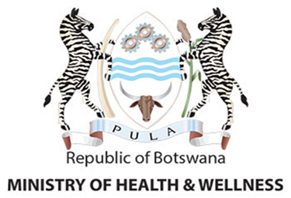 PULA
Republic of Botswana
MINISTRY OF HEALTH & WELLNESS